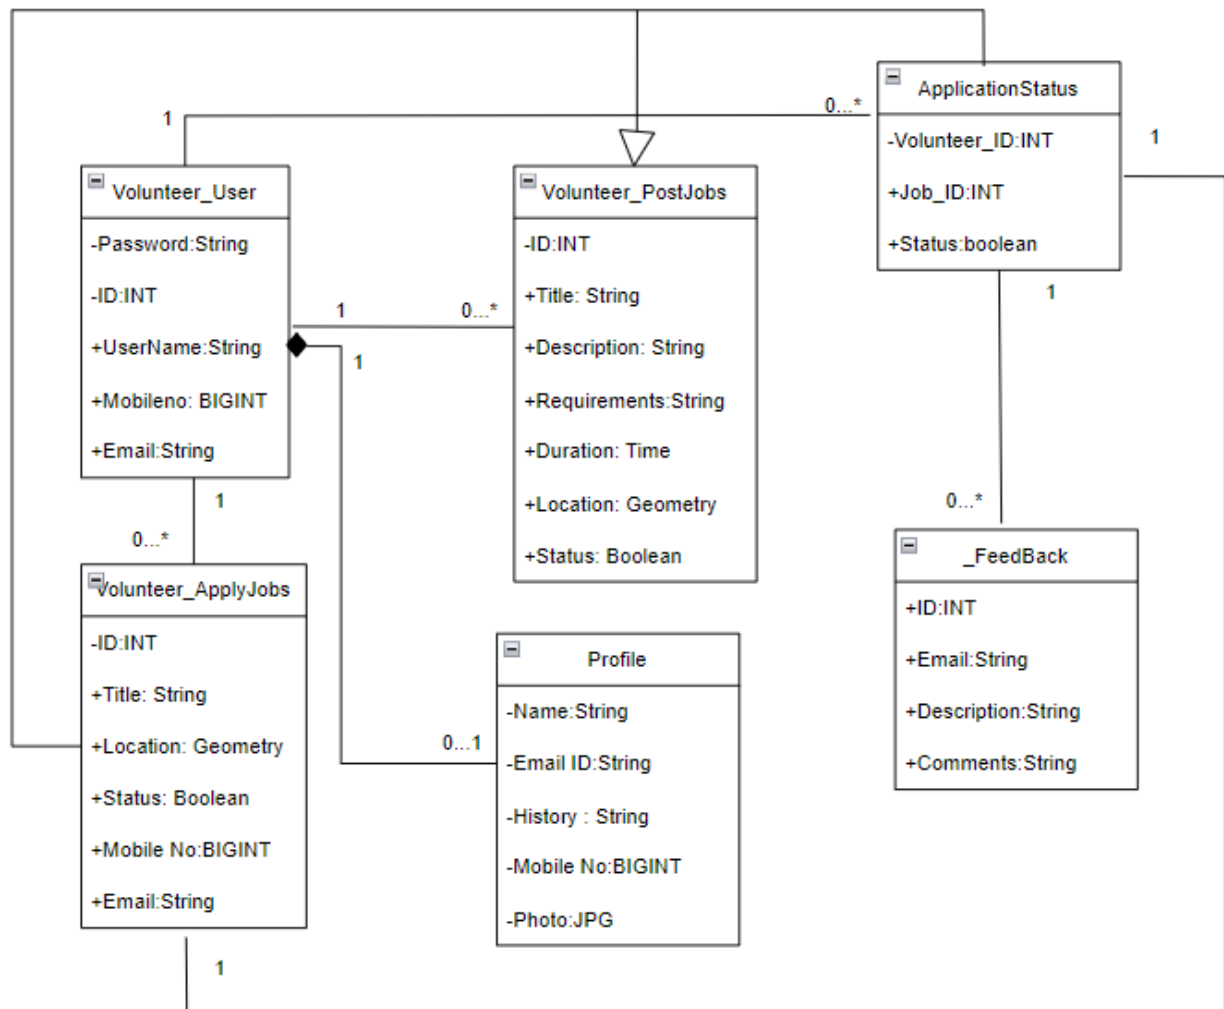 ApplicationStatus
-Volunteer_ID:INT
+Job_ID:INT
+Status:boolean
1
0...*
1
Volunteer_User
-Password:String
-ID:INT
+UserName:String
+Mobileno: BIGINT
+Email:String
Volunteer_PostJobs
-ID:INT
+Title: String
+Description: String
+Requirements:String
+Duration: Time
+Location: Geometry
+Status: Boolean
1
0...*
1
1
1
0...*
0...*
Volunteer_ApplyJobs
-ID:INT
+Title: String
+Location: Geometry
+Status: Boolean
+Mobile No:BIGINT
+Email:String
0...1
Profile
-Name:String
-Email ID:String
-History : String
-Mobile No:BIGINT
-Photo:JPG
_FeedBack
+ID:INT
+Email:String
+Description:String
+Comments:String
1